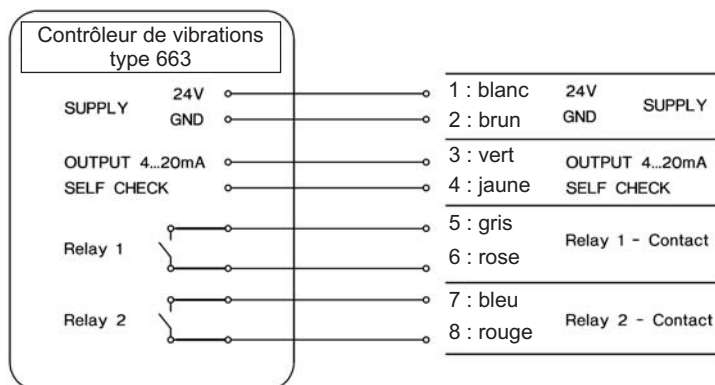 Contrôleur de vibrations
type 663
SUPPLY
24V
GND
OUTPUT 4...20mA
SELF CHECK
Relay 1
Relay 2
1 : blanc
2 : brun
3 : vert
4 : jaune
5 : gris
6 : rose
7 : bleu
8 : rouge
24V
GND
SUPPLY
OUTPUT 4...20mA
SELF CHECK
Relay 1 - Contact
Relay 2 - Contact